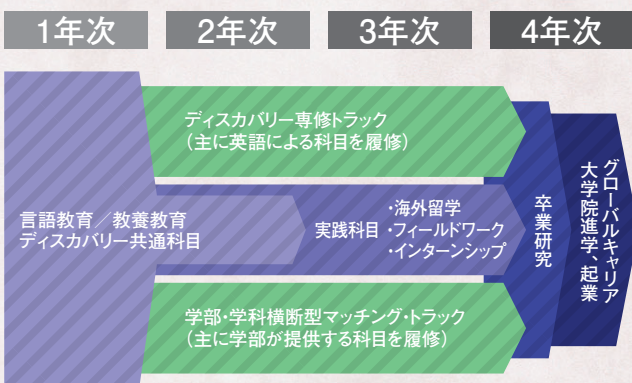 1年次
2年次
3年次
4年次
ディスカバリー専修トラック
（主に英語による科目を履修）
言語教育／教養教育
ディスカバリー共通科目
実践科目
・海外留学
・フィールドワーク
・インターンシップ
学部・学科横断型マッチング・トラック
（主に学部が提供する科目を履修）
卒業研究
グローバルキャリア
大学院進学、起業